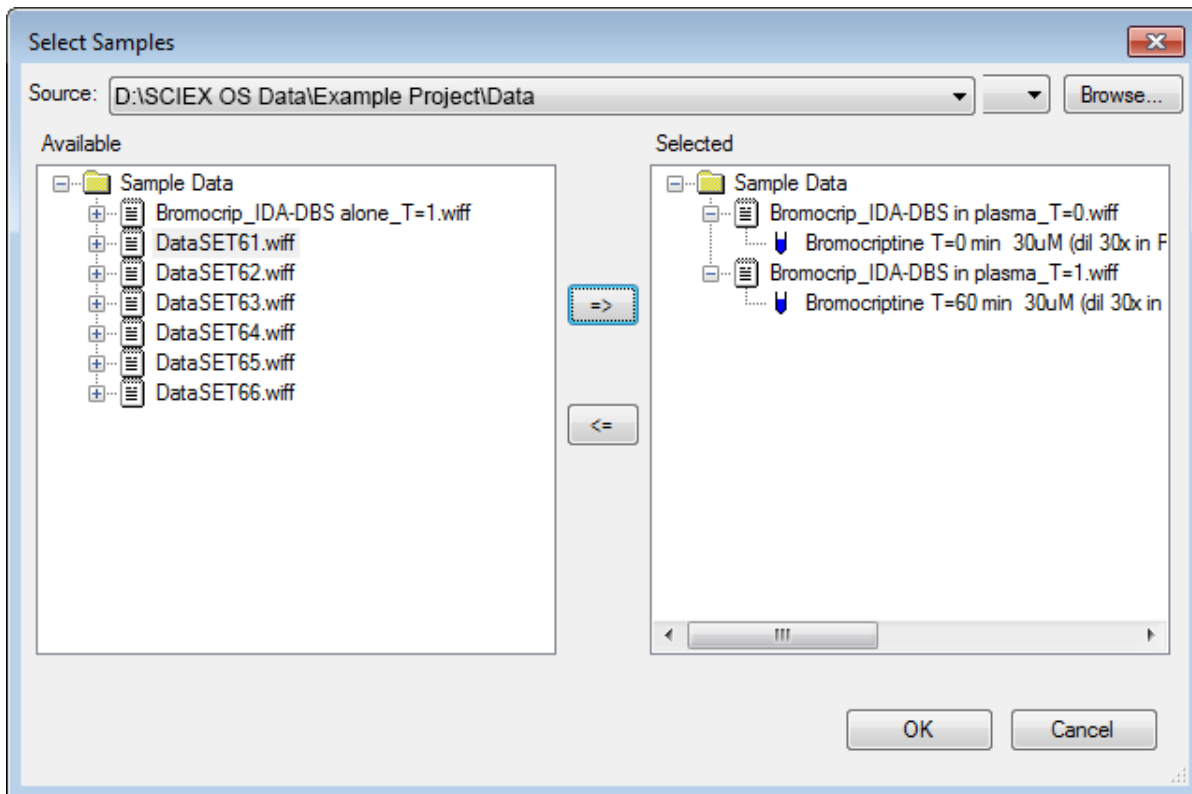 Select Samples
Source: D:\SCIEX OS Data\Example Project\Data Browse...
Available
Sample Data
Bromocrip_IDA-DBS alone_T=1.wiff
DataSET61.wiff
DataSET62.wiff
DataSET63.wiff
DataSET64.wiff
DataSET65.wiff
DataSET66.wiff
=>
<=
Selected
Sample Data
Bromocrip_IDA-DBS in plasma_T=0.wiff
Bromocriptine T=0 min 30uM (dil 30x in F
Bromocrip_IDA-DBS in plasma_T=1.wiff
Bromocriptine T=60 min 30uM (dil 30x in
OK Cancel